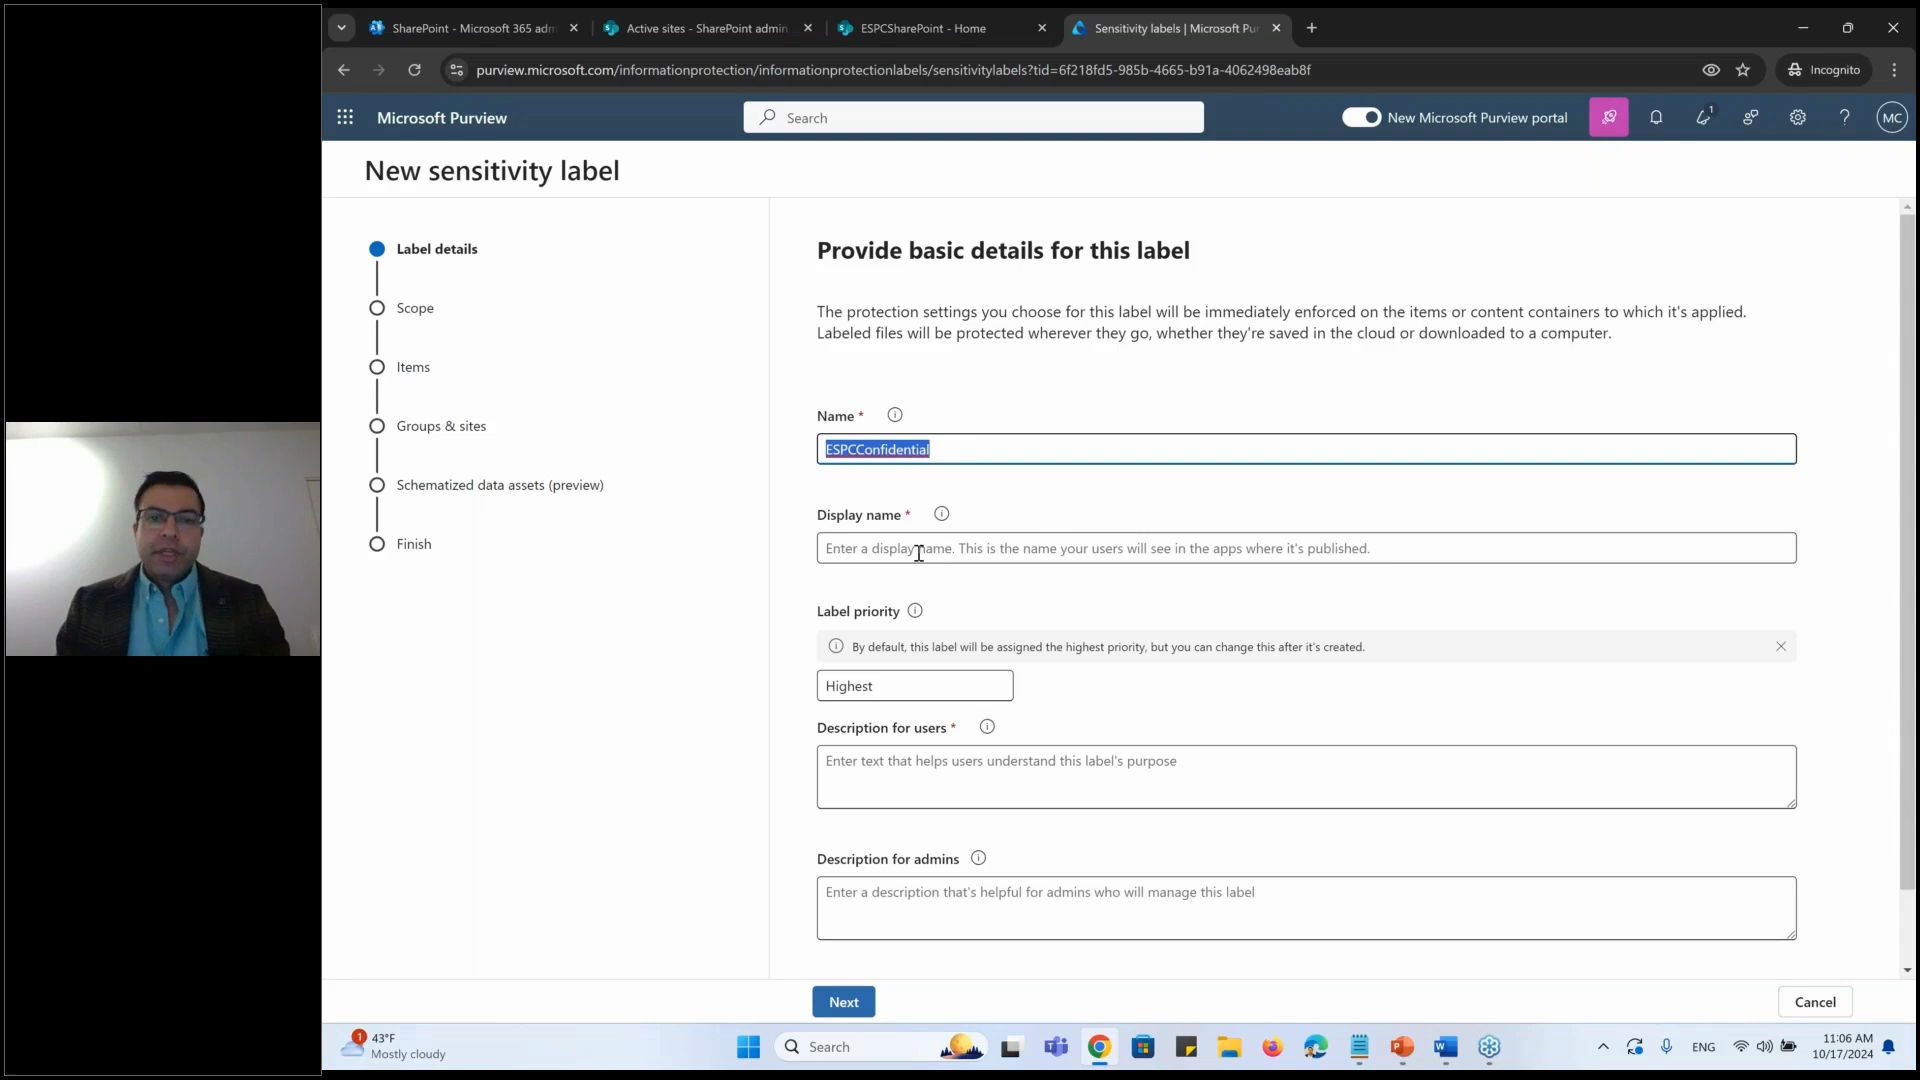 SharePoint - Microsoft 365 adm
Active sites - SharePoint admin
ESPCSharePoint - Home
Sensitivity labels | Microsoft Pu
purview.microsoft.com/informationprotection/informationprotectionlabels/sensitivitylabels?tid=6f218fd5-985b-4665-b91a-4062498eab8f
Incognito
Microsoft Purview
Search
New Microsoft Purview portal
1
MC
New sensitivity label
Label details
Scope
Items
Groups & sites
Schematized data assets (preview)
Finish
Provide basic details for this label
The protection settings you choose for this label will be immediately enforced on the items or content containers to which it's applied.
Labeled files will be protected wherever they go, whether they're saved in the cloud or downloaded to a computer.
Name *
ESPCConfidential
Display name *
Enter a display name. This is the name your users will see in the apps where it's published.
Label priority
By default, this label will be assigned the highest priority, but you can change this after it's created.
Highest
Description for users *
Enter text that helps users understand this label's purpose
Description for admins
Enter a description that's helpful for admins who will manage this label
Next
Cancel
1
43°F
Mostly cloudy
Search
ENG
11:06 AM
10/17/2024